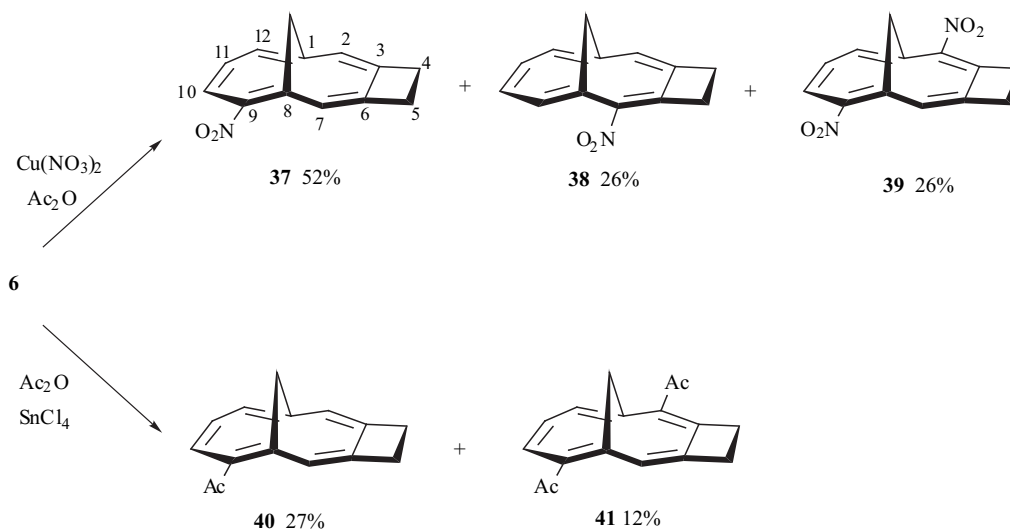 12
1
2
11
3
4
10
9
8
7
6
5
O2N
37 52%
+
O2N
38 26%
+
NO2
O2N
39 26%
Cu(NO3)2
Ac2O
6
Ac2O
SnCl4
Ac
40 27%
+
Ac
Ac
41 12%